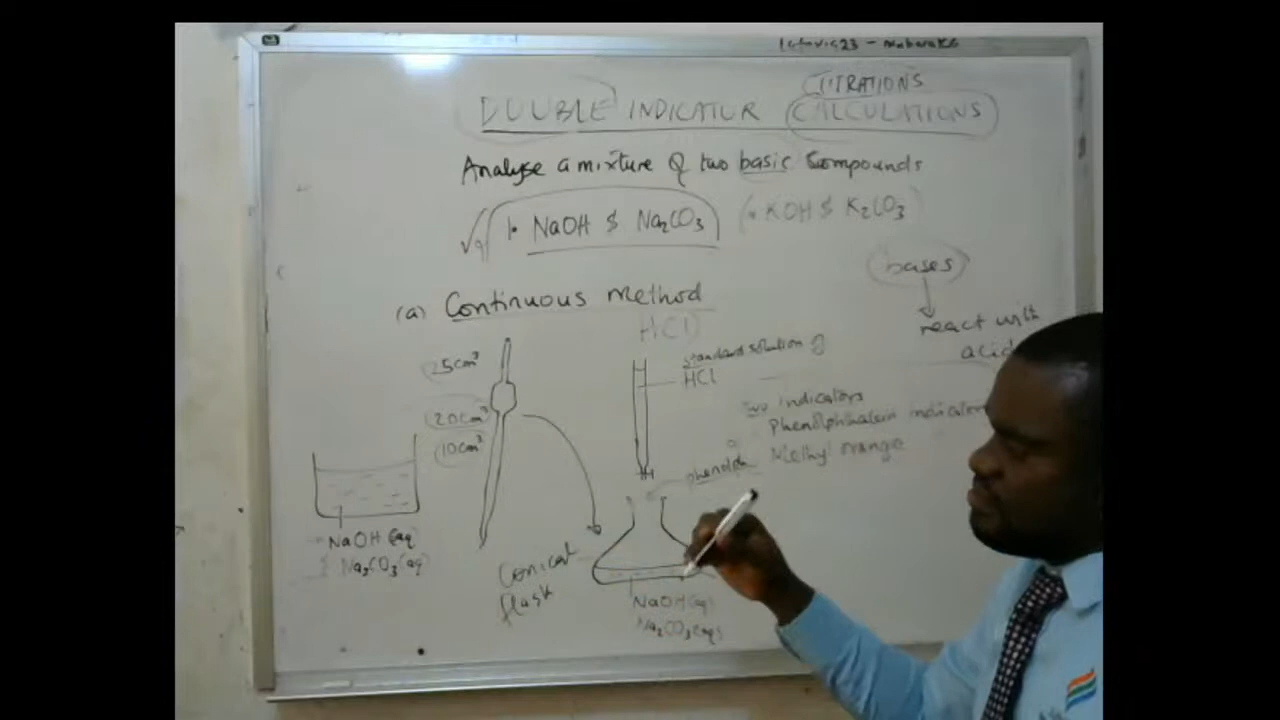 TITRATIONS
DOUBLE INDICATOR CALCULATIONS
Analyse a mixture of two basic Compounds
1. NaOH & Na2CO3 (• KOH & K2CO3)
bases
react with
acid
(a) Continuous method
HCl
25cm³
20cm³
10cm³
standard solution of
HCl
Two indicators
Phenolphthalein indicator
Methyl orange
phenolph
NaOH (aq)
Na2CO3 (aq)
Conical
flask
NaOH (aq)
Na2CO3 (aq)